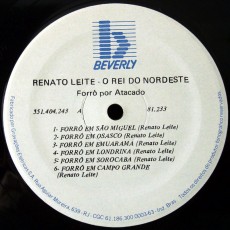 b
BEVERLY
RENATO LEITE - O REI DO NORDESTE
Forró por Atacado
551.404.243 A 81.233
1- FORRÓ EM SÃO MIGUEL (Renato Leite)
2- FORRÓ EM OSASCO (Renato Leite)
3- FORRÓ EM EMUARAMA (Renato Leite)
4- FORRÓ EM LONDRINA (Renato Leite)
5- FORRÓ EM SOROCABA (Renato Leite)
6- FORRÓ EM CAMPO GRANDE
(Renato Leite)